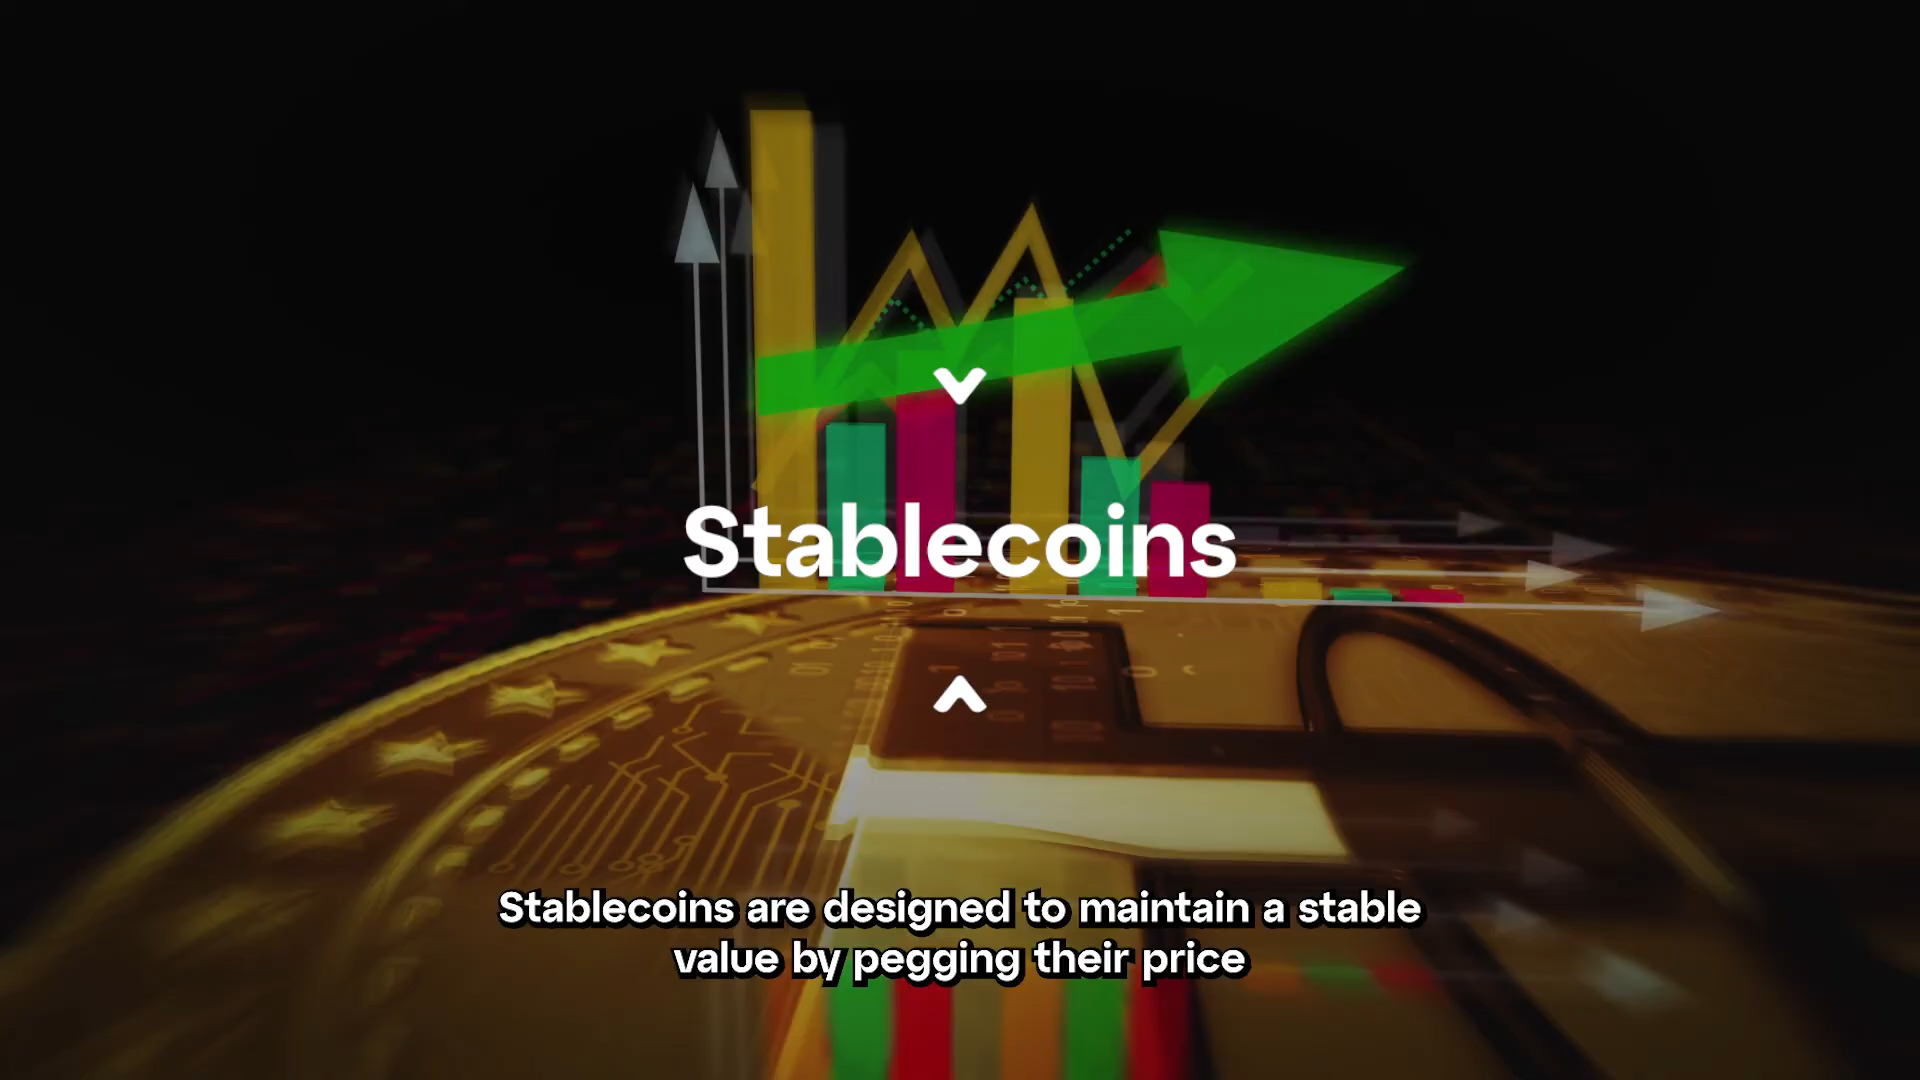 Stablecoins
Stablecoins are designed to maintain a stable
value by pegging their price